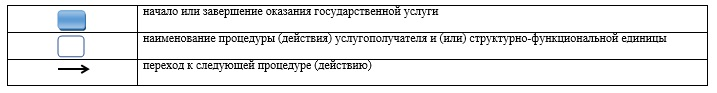 начало или завершение оказания государственной услуги
наименование процедуры (действия) услугополучателя и (или) структурно-функциональной единицы
переход к следующей процедуре (действию)